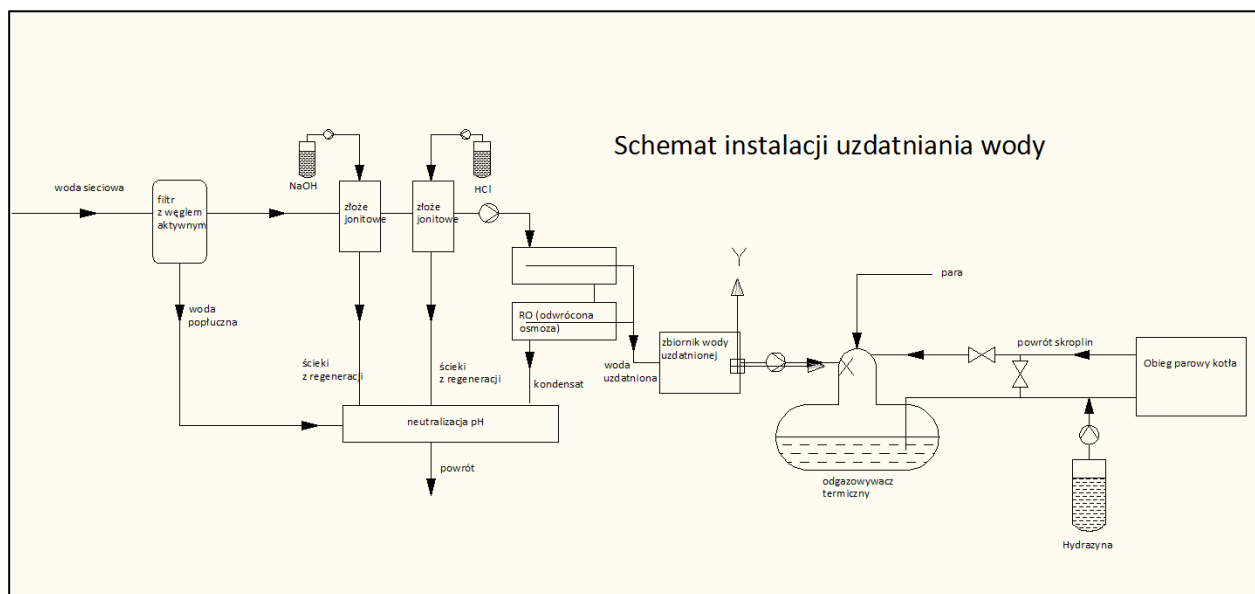 Schemat instalacji uzdatniania wody
woda sieciowa
filtr
z węglem
aktywnym
NaOH
złoże
jonitowe
złoże
jonitowe
HCl
woda
popłuczna
ścieki
z regeneracji
ścieki
z regeneracji
RO (odwrócona
osmoza)
kondensat
woda
uzdatniona
neutralizacja pH
powrót
zbiornik wody
uzdatnionej
para
powrót skroplin
Obieg parowy kotła
odgazowywacz
termiczny
Hydrazyna